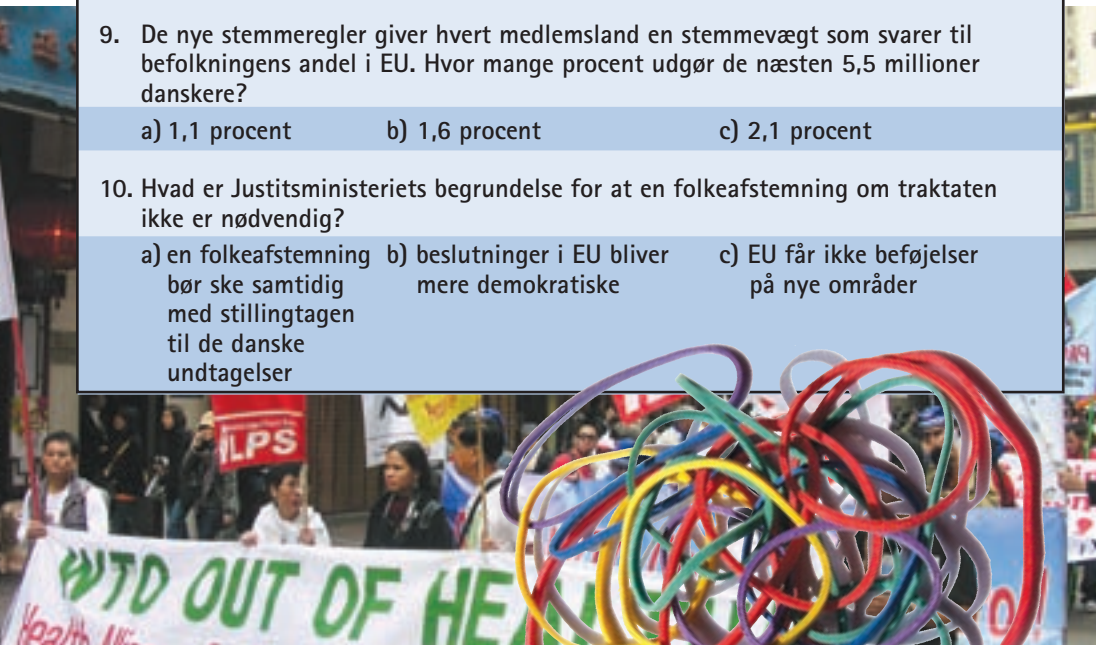 9. De nye stemmeregler giver hvert medlemsland en stemmevægt som svarer til
befolkningens andel i EU. Hvor mange procent udgør de næsten 5,5 millioner
danskere?
a) 1,1 procent b) 1,6 procent c) 2,1 procent
10. Hvad er Justitsministeriets begrundelse for at en folkeafstemning om traktaten
ikke er nødvendig?
a) en folkeafstemning b) beslutninger i EU bliver c) EU får ikke beføjelser
bør ske samtidig mere demokratiske på nye områder
med stillingtagen
til de danske
undtagelser
WTO OUT OF
Health